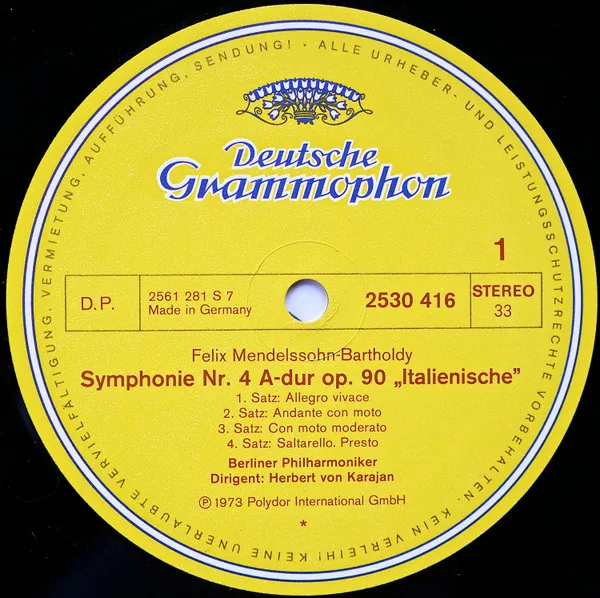 ALLE URHEBER- UND LEISTUNGSSCHUTZRECHTE VORBEHALTEN. KEIN VERLEIH! KEINE UNERLAUBTE VERVIELFÄLTIGUNG, VERMIETUNG, AUFFÜHRUNG, SENDUNG! ·
Deutsche
Grammophon
1
D.P.
2561 281 S 7
Made in Germany
2530 416
STEREO
33
Felix Mendelssohn-Bartholdy
Symphonie Nr. 4 A-dur op. 90 „Italienische”
1. Satz: Allegro vivace
2. Satz: Andante con moto
3. Satz: Con moto moderato
4. Satz: Saltarello. Presto
Berliner Philharmoniker
Dirigent: Herbert von Karajan
Ⓟ 1973 Polydor International GmbH
*